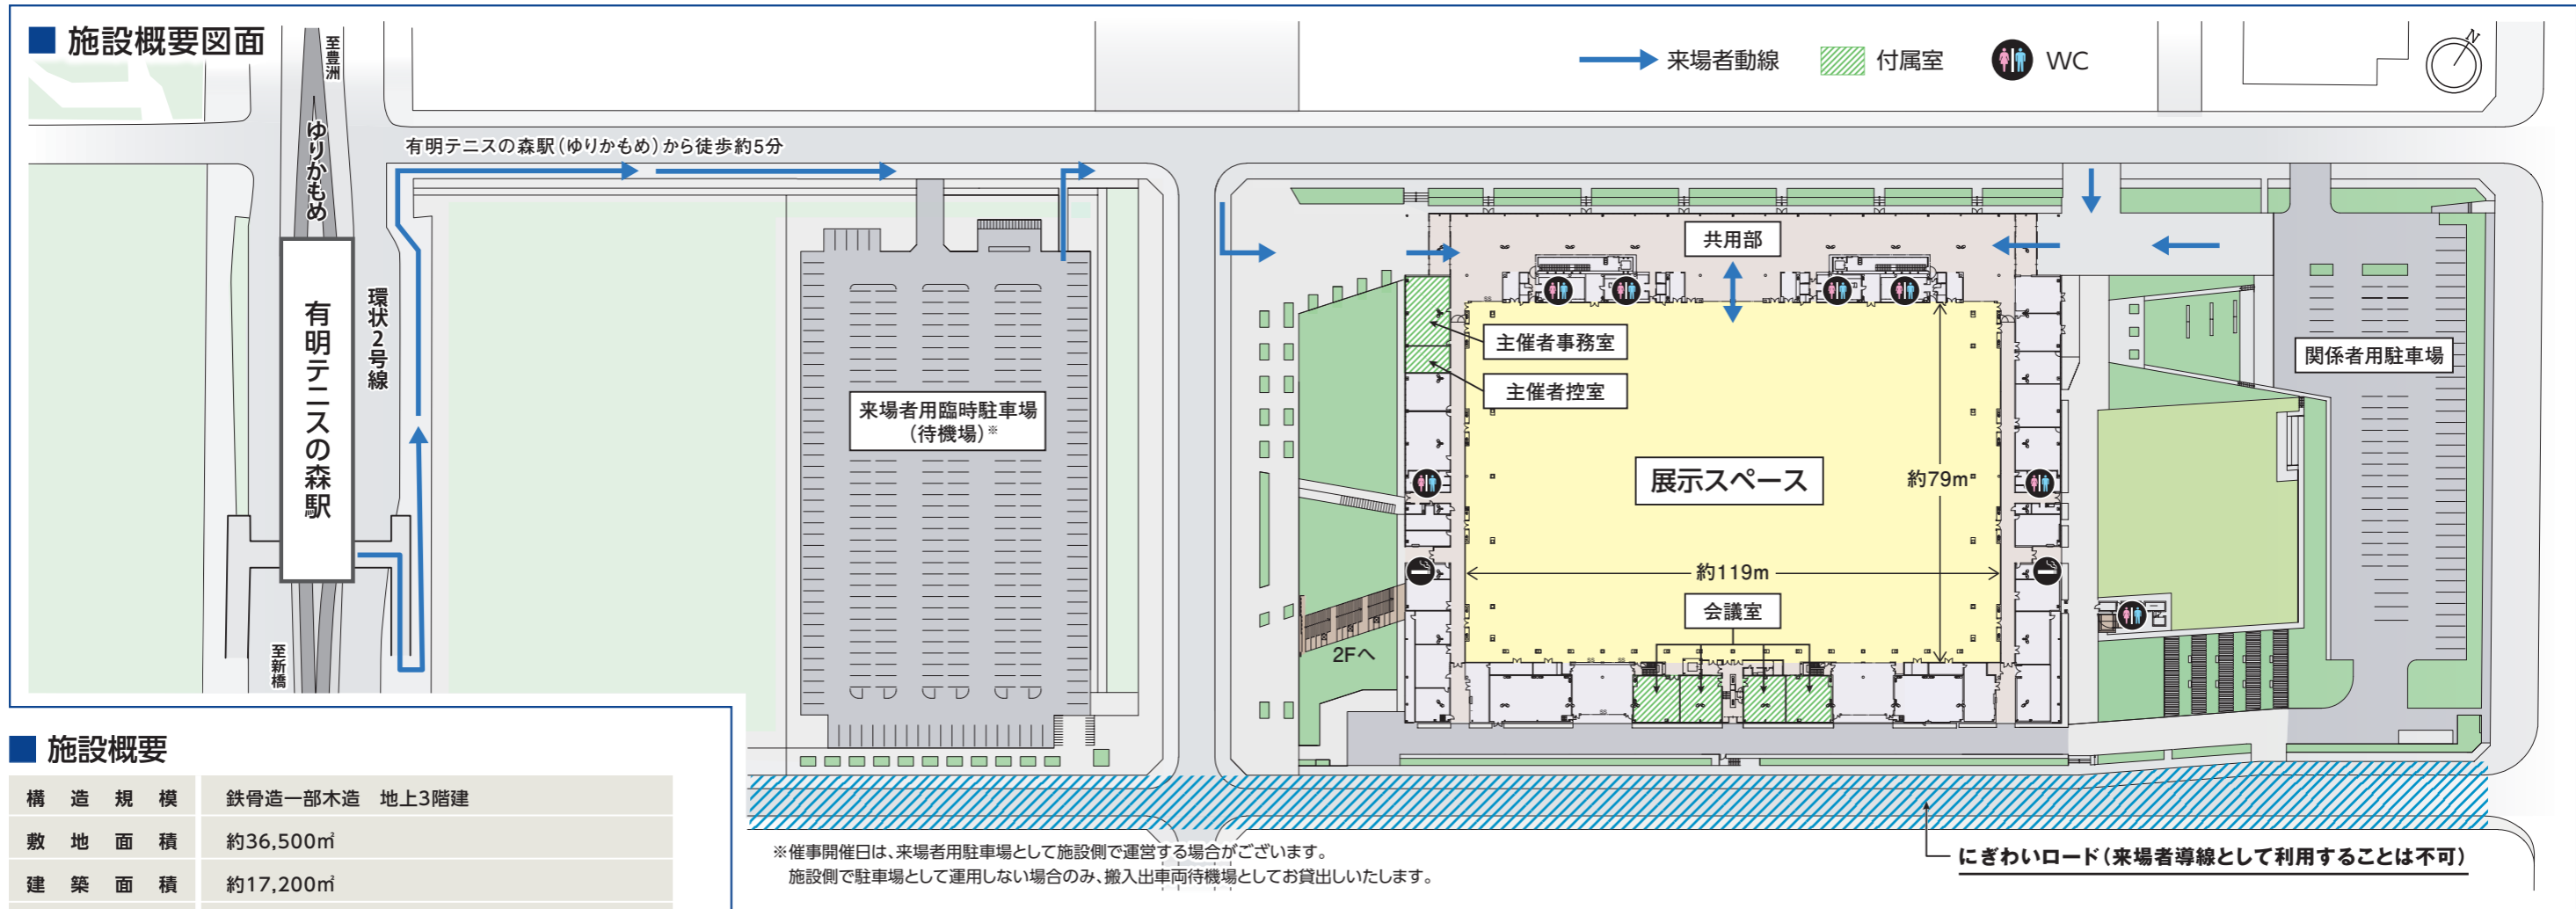 ■ 施設概要図面
至豊洲
ゆりかもめ
有明テニスの森駅
環状2号線
至新橋
有明テニスの森駅(ゆりかもめ)から徒歩約5分
来場者動線
付属室
WC
N
来場者用臨時駐車場
(待機場)※
共用部
主催者事務室
主催者控室
展示スペース
約79m
約119m
会議室
2Fへ
関係者用駐車場
にぎわいロード(来場者導線として利用することは不可)
※催事開催日は、来場者用駐車場として施設側で運営する場合がございます。
施設側で駐車場として運用しない場合のみ、搬入出車両待機場としてお貸出しいたします。
■ 施設概要
構造規模 鉄骨造一部木造 地上3階建
敷地面積 約36,500㎡
建築面積 約17,200㎡